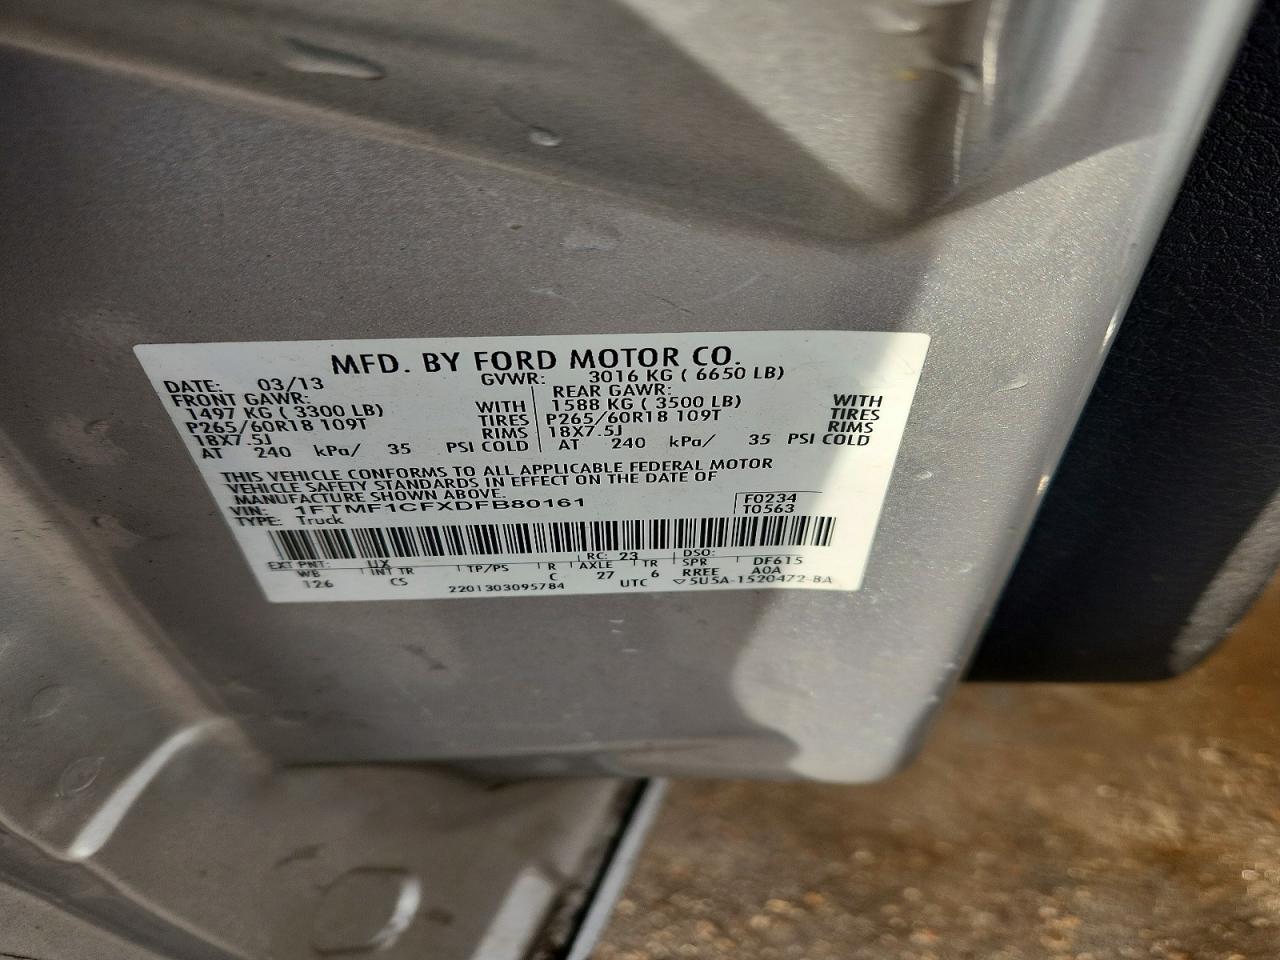 MFD. BY FORD MOTOR CO.
DATE: 03/13 GVWR: 3016 KG ( 6650 LB)
FRONT GAWR: REAR GAWR:
1497 KG ( 3300 LB) WITH 1588 KG ( 3500 LB) WITH
P265/60R18 109T TIRES P265/60R18 109T TIRES
18X7.5J RIMS 18X7.5J RIMS
AT 240 kPa/ 35 PSI COLD AT 240 kPa/ 35 PSI COLD
THIS VEHICLE CONFORMS TO ALL APPLICABLE FEDERAL MOTOR
VEHICLE SAFETY STANDARDS IN EFFECT ON THE DATE OF
MANUFACTURE SHOWN ABOVE.
VIN: 1FTMF1CFXDFB80161 F0234
TYPE: Truck T0563
EXT PNT: UX RC: 23 DSO:
WB INT TR TP/PS R AXLE TR SPR DF615
126 CS C 27 6 RREE A0A
2201303095784 UTC ▽5U5A-1520472-BA